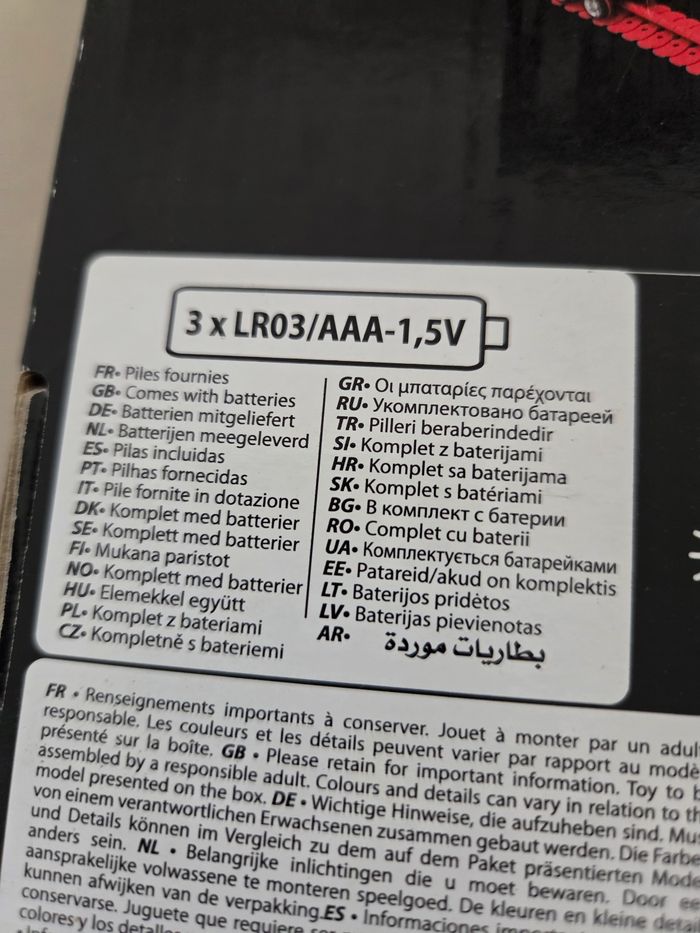 3 x LR03/AAA-1,5V
FR• Piles fournies
GB• Comes with batteries
DE• Batterien mitgeliefert
NL• Batterijen meegeleverd
ES• Pilas incluidas
PT• Pilhas fornecidas
IT• Pile fornite in dotazione
DK• Komplet med batterier
SE• Komplett med batterier
FI• Mukana paristot
NO• Komplett med batterier
HU• Elemekkel együtt
PL• Komplet z bateriami
CZ• Kompletně s bateriemi
GR• Οι μπαταρίες παρέχονται
RU• Укомплектовано батареей
TR• Pilleri beraberindedir
SI• Komplet z baterijami
HR• Komplet sa baterijama
SK• Komplet s batériami
BG• В комплект с батерии
RO• Complet cu baterii
UA• Комплектується батарейками
EE• Patareid/akud on komplektis
LT• Baterijos pridėtos
LV• Baterijas pievienotas
AR• بطاريات موردة
FR • Renseignements importants à conserver. Jouet à monter par un adul
responsable. Les couleurs et les détails peuvent varier par rapport au modè
présenté sur la boîte. GB • Please retain for important information. Toy to b
assembled by a responsible adult. Colours and details can vary in relation to th
model presented on the box. DE • Wichtige Hinweise, die aufzuheben sind. Mus
von einem verantwortlichen Erwachsenen zusammen gebaut werden. Die Farbe
und Details können im Vergleich zu dem auf dem Paket präsentierten Mode
anders sein. NL • Belangrijke inlichtingen die u moet bewaren. Door ee
aansprakelijke volwassene te monteren speelgoed. De kleuren en kleine detai
kunnen afwijken van de verpakking.ES • Informaciones
conservarse. Juguete que requiere
colores y los